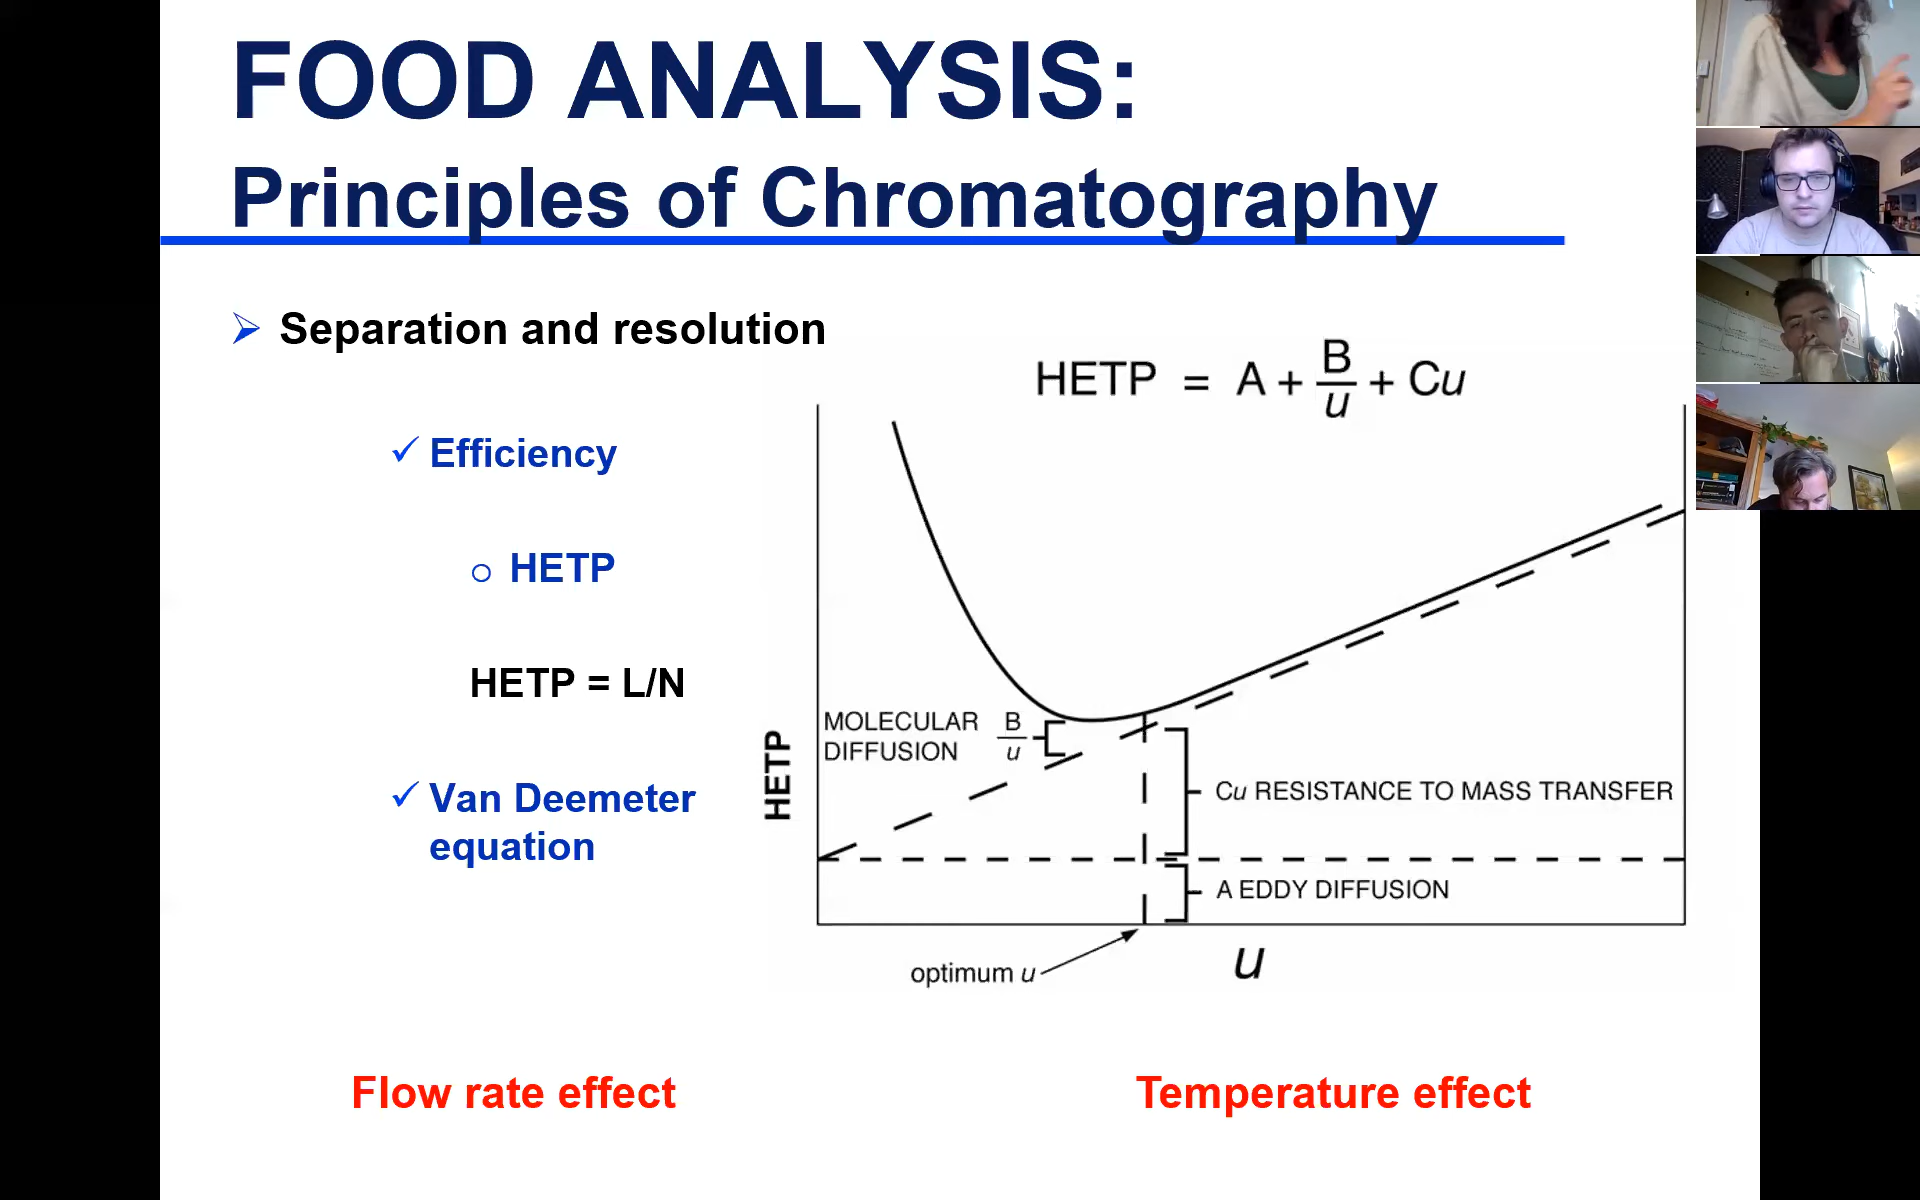 FOOD ANALYSIS:
Principles of Chromatography
Separation and resolution
Efficiency
HETP
HETP = L/N
Van Deemeter
equation
HETP = A + B/u + Cu
HETP
MOLECULAR
DIFFUSION
B/u
Cu RESISTANCE TO MASS TRANSFER
A EDDY DIFFUSION
optimum u
u
Flow rate effect
Temperature effect